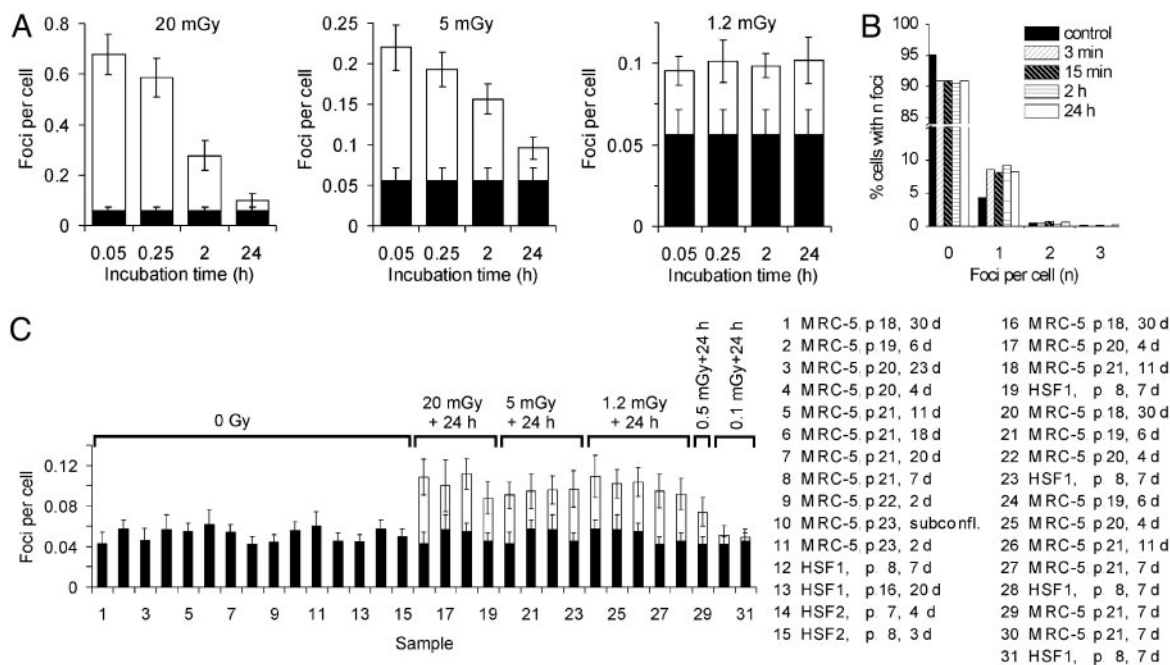 A
20 mGy
Foci per cell
0.8
0.6
0.4
0.2
0
0.05 0.25 2 24
Incubation time (h)
5 mGy
Foci per cell
0.25
0.2
0.15
0.1
0.05
0
0.05 0.25 2 24
Incubation time (h)
1.2 mGy
Foci per cell
0.1
0.05
0
0.05 0.25 2 24
Incubation time (h)
B
% cells with n foci
100
95
90
85
10
5
0
control
3 min
15 min
2 h
24 h
0 1 2 3
Foci per cell (n)
C
Foci per cell
0.12
0.08
0.04
0
0 Gy
20 mGy
+ 24 h
5 mGy
+ 24 h
1.2 mGy
+ 24 h
0.5 mGy+24 h
0.1 mGy+24 h
1 3 5 7 9 11 13 15 17 19 21 23 25 27 29 31
Sample
1 MRC-5, p.18, 30 d
2 MRC-5, p.19, 6 d
3 MRC-5, p.20, 23 d
4 MRC-5, p.20, 4 d
5 MRC-5, p.21, 11 d
6 MRC-5, p.21, 18 d
7 MRC-5, p.21, 20 d
8 MRC-5, p.21, 7 d
9 MRC-5, p.22, 2 d
10 MRC-5, p.23, subconfl.
11 MRC-5, p.23, 2 d
12 HSF1, p. 8, 7 d
13 HSF1, p.16, 20 d
14 HSF2, p. 7, 4 d
15 HSF2, p. 8, 3 d
16 MRC-5, p.18, 30 d
17 MRC-5, p.20, 4 d
18 MRC-5, p.21, 11 d
19 HSF1, p. 8, 7 d
20 MRC-5, p.18, 30 d
21 MRC-5, p.19, 6 d
22 MRC-5, p.20, 4 d
23 HSF1, p. 8, 7 d
24 MRC-5, p.19, 6 d
25 MRC-5, p.20, 4 d
26 MRC-5, p.21, 11 d
27 MRC-5, p.21, 7 d
28 HSF1, p. 8, 7 d
29 MRC-5, p.21, 7 d
30 MRC-5, p.21, 7 d
31 HSF1, p. 8, 7 d